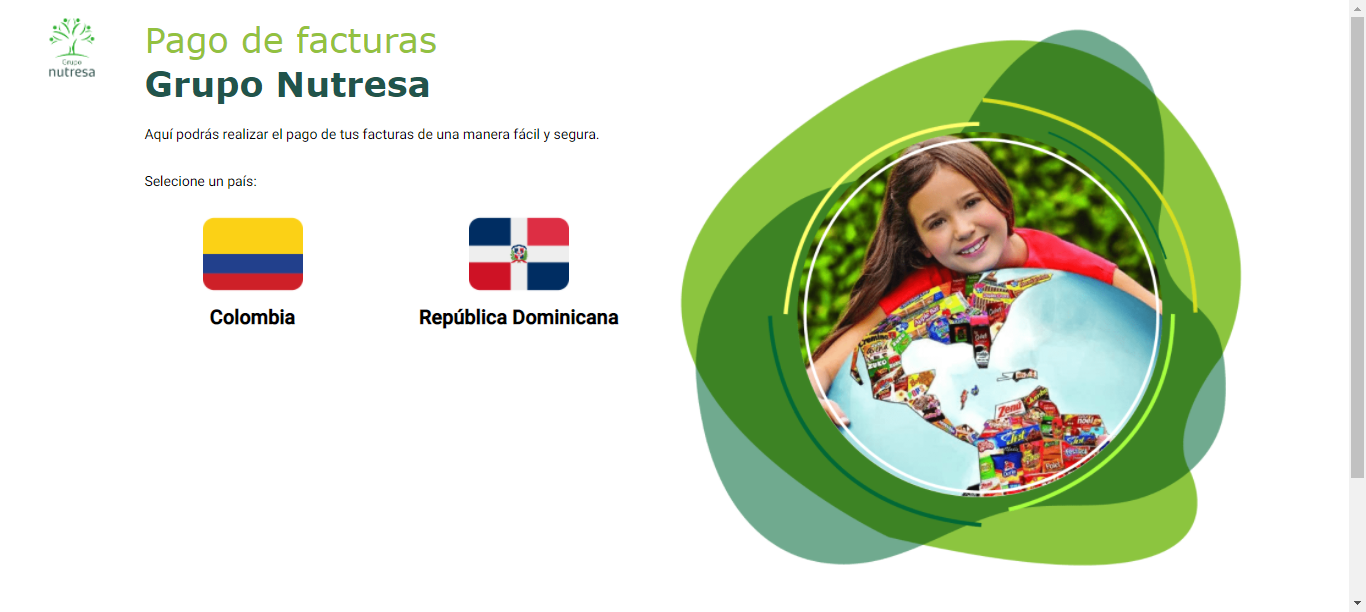 Grupo
nutresa
Pago de facturas
Grupo Nutresa
Aquí podrás realizar el pago de tus facturas de una manera fácil y segura.
Selecione un país:
Colombia
República Dominicana
Zenú